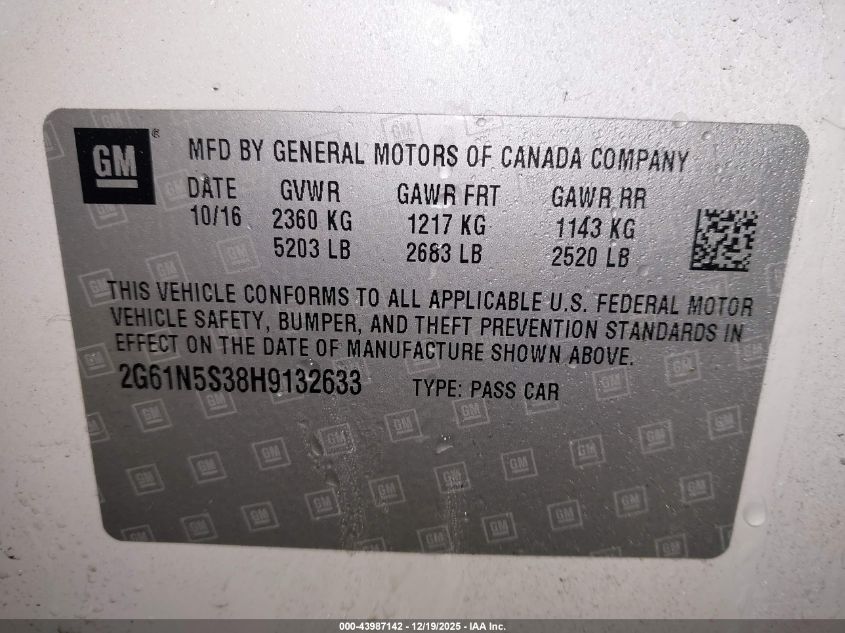 GM ®
MFD BY GENERAL MOTORS OF CANADA COMPANY
DATE GVWR GAWR FRT GAWR RR
10/16 2360 KG 1217 KG 1143 KG
5203 LB 2683 LB 2520 LB
THIS VEHICLE CONFORMS TO ALL APPLICABLE U.S. FEDERAL MOTOR
VEHICLE SAFETY, BUMPER, AND THEFT PREVENTION STANDARDS IN
EFFECT ON THE DATE OF MANUFACTURE SHOWN ABOVE.
2G61N5S38H9132633 TYPE: PASS CAR
000-43987142 - 12/19/2025 - IAA Inc.